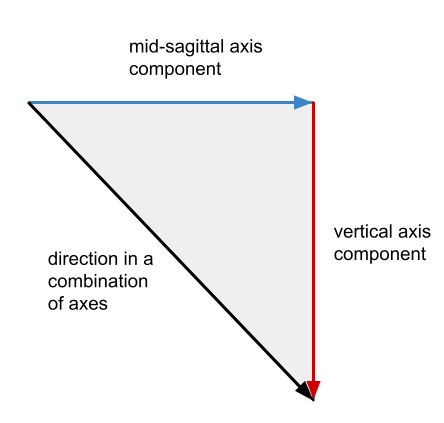 mid-sagittal axis
component
vertical axis
component
direction in a
combination
of axes